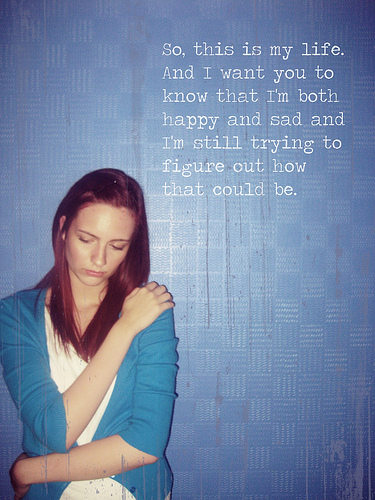 So, this is my life.
And I want you to
know that I'm both
happy and sad and
I'm still trying to
figure out how
that could be.